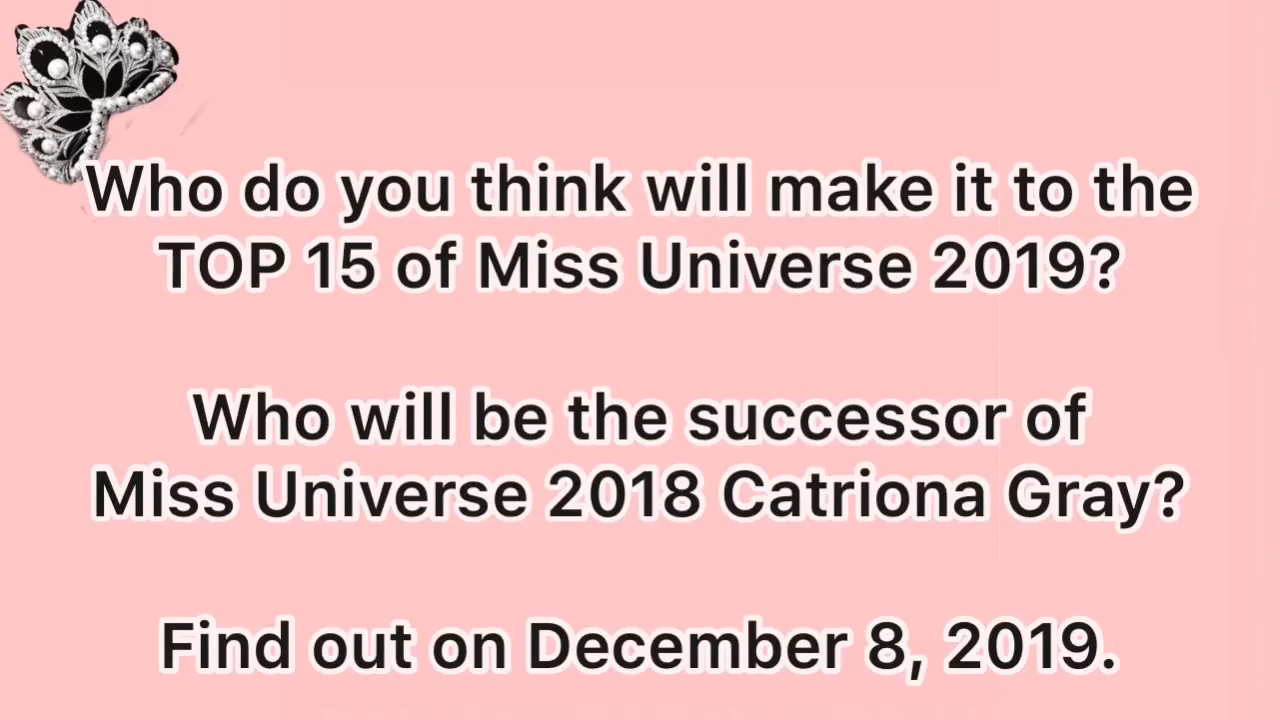 Who do you think will make it to the
TOP 15 of Miss Universe 2019?
Who will be the successor of
Miss Universe 2018 Catriona Gray?
Find out on December 8, 2019.